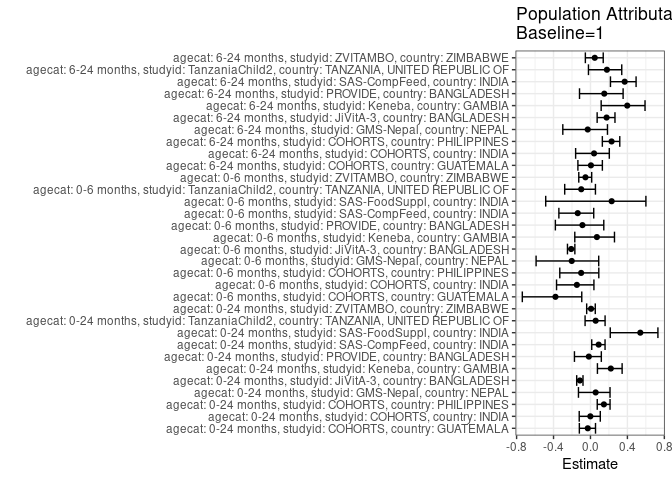 Population Attributa
Baseline=1
agecat: 6-24 months, studyid: ZVITAMBO, country: ZIMBABWE
agecat: 6-24 months, studyid: TanzaniaChild2, country: TANZANIA, UNITED REPUBLIC OF
agecat: 6-24 months, studyid: SAS-CompFeed, country: INDIA
agecat: 6-24 months, studyid: PROVIDE, country: BANGLADESH
agecat: 6-24 months, studyid: Keneba, country: GAMBIA
agecat: 6-24 months, studyid: JiVitA-3, country: BANGLADESH
agecat: 6-24 months, studyid: GMS-Nepal, country: NEPAL
agecat: 6-24 months, studyid: COHORTS, country: PHILIPPINES
agecat: 6-24 months, studyid: COHORTS, country: INDIA
agecat: 6-24 months, studyid: COHORTS, country: GUATEMALA
agecat: 0-6 months, studyid: ZVITAMBO, country: ZIMBABWE
agecat: 0-6 months, studyid: TanzaniaChild2, country: TANZANIA, UNITED REPUBLIC OF
agecat: 0-6 months, studyid: SAS-FoodSuppl, country: INDIA
agecat: 0-6 months, studyid: SAS-CompFeed, country: INDIA
agecat: 0-6 months, studyid: PROVIDE, country: BANGLADESH
agecat: 0-6 months, studyid: Keneba, country: GAMBIA
agecat: 0-6 months, studyid: JiVitA-3, country: BANGLADESH
agecat: 0-6 months, studyid: GMS-Nepal, country: NEPAL
agecat: 0-6 months, studyid: COHORTS, country: PHILIPPINES
agecat: 0-6 months, studyid: COHORTS, country: INDIA
agecat: 0-6 months, studyid: COHORTS, country: GUATEMALA
agecat: 0-24 months, studyid: ZVITAMBO, country: ZIMBABWE
agecat: 0-24 months, studyid: TanzaniaChild2, country: TANZANIA, UNITED REPUBLIC OF
agecat: 0-24 months, studyid: SAS-FoodSuppl, country: INDIA
agecat: 0-24 months, studyid: SAS-CompFeed, country: INDIA
agecat: 0-24 months, studyid: PROVIDE, country: BANGLADESH
agecat: 0-24 months, studyid: Keneba, country: GAMBIA
agecat: 0-24 months, studyid: JiVitA-3, country: BANGLADESH
agecat: 0-24 months, studyid: GMS-Nepal, country: NEPAL
agecat: 0-24 months, studyid: COHORTS, country: PHILIPPINES
agecat: 0-24 months, studyid: COHORTS, country: INDIA
agecat: 0-24 months, studyid: COHORTS, country: GUATEMALA
-0.8 -0.4 0.0 0.4 0.8
Estimate